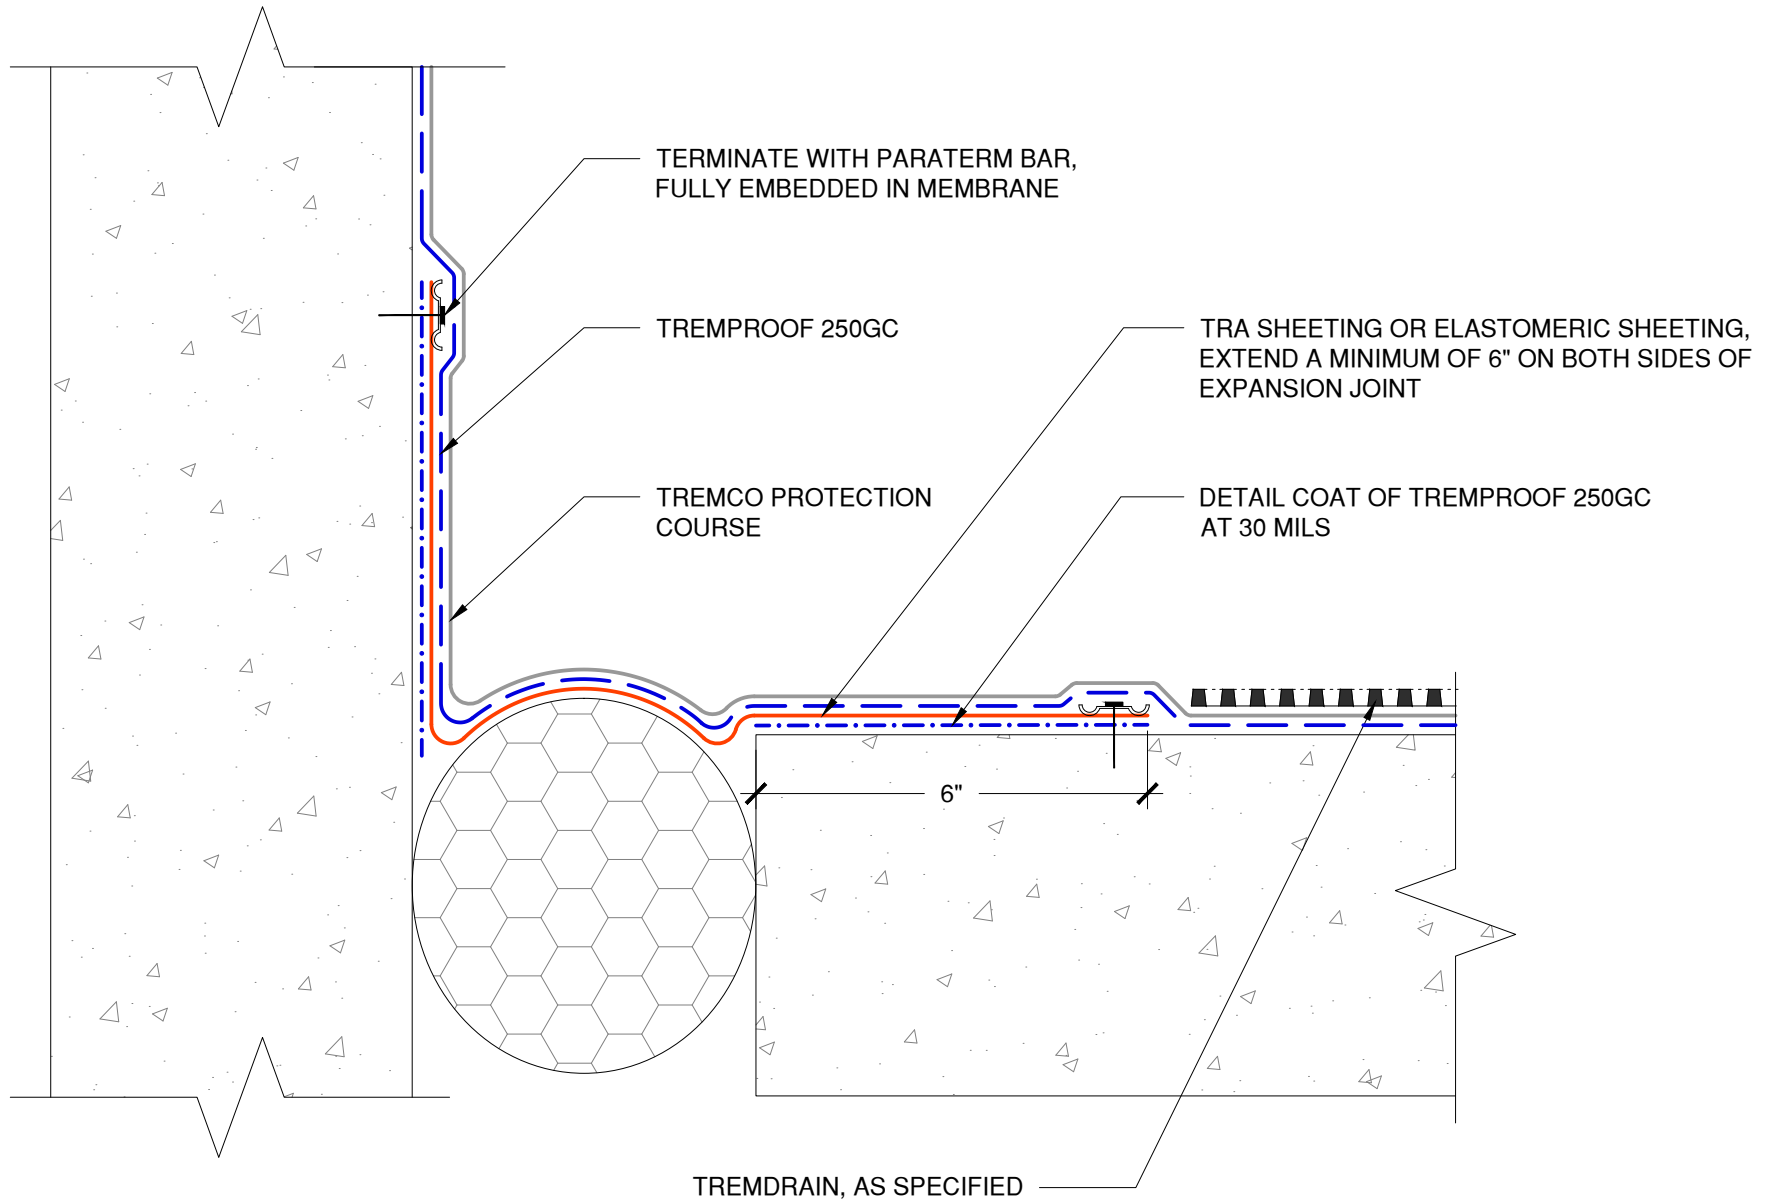 TERMINATE WITH PARATERM BAR,
FULLY EMBEDDED IN MEMBRANE
TREMPROOF 250GC
TRA SHEETING OR ELASTOMERIC SHEETING,
EXTEND A MINIMUM OF 6" ON BOTH SIDES OF
EXPANSION JOINT
TREMCO PROTECTION
COURSE
DETAIL COAT OF TREMPROOF 250GC
AT 30 MILS
6"
TREMDRAIN, AS SPECIFIED